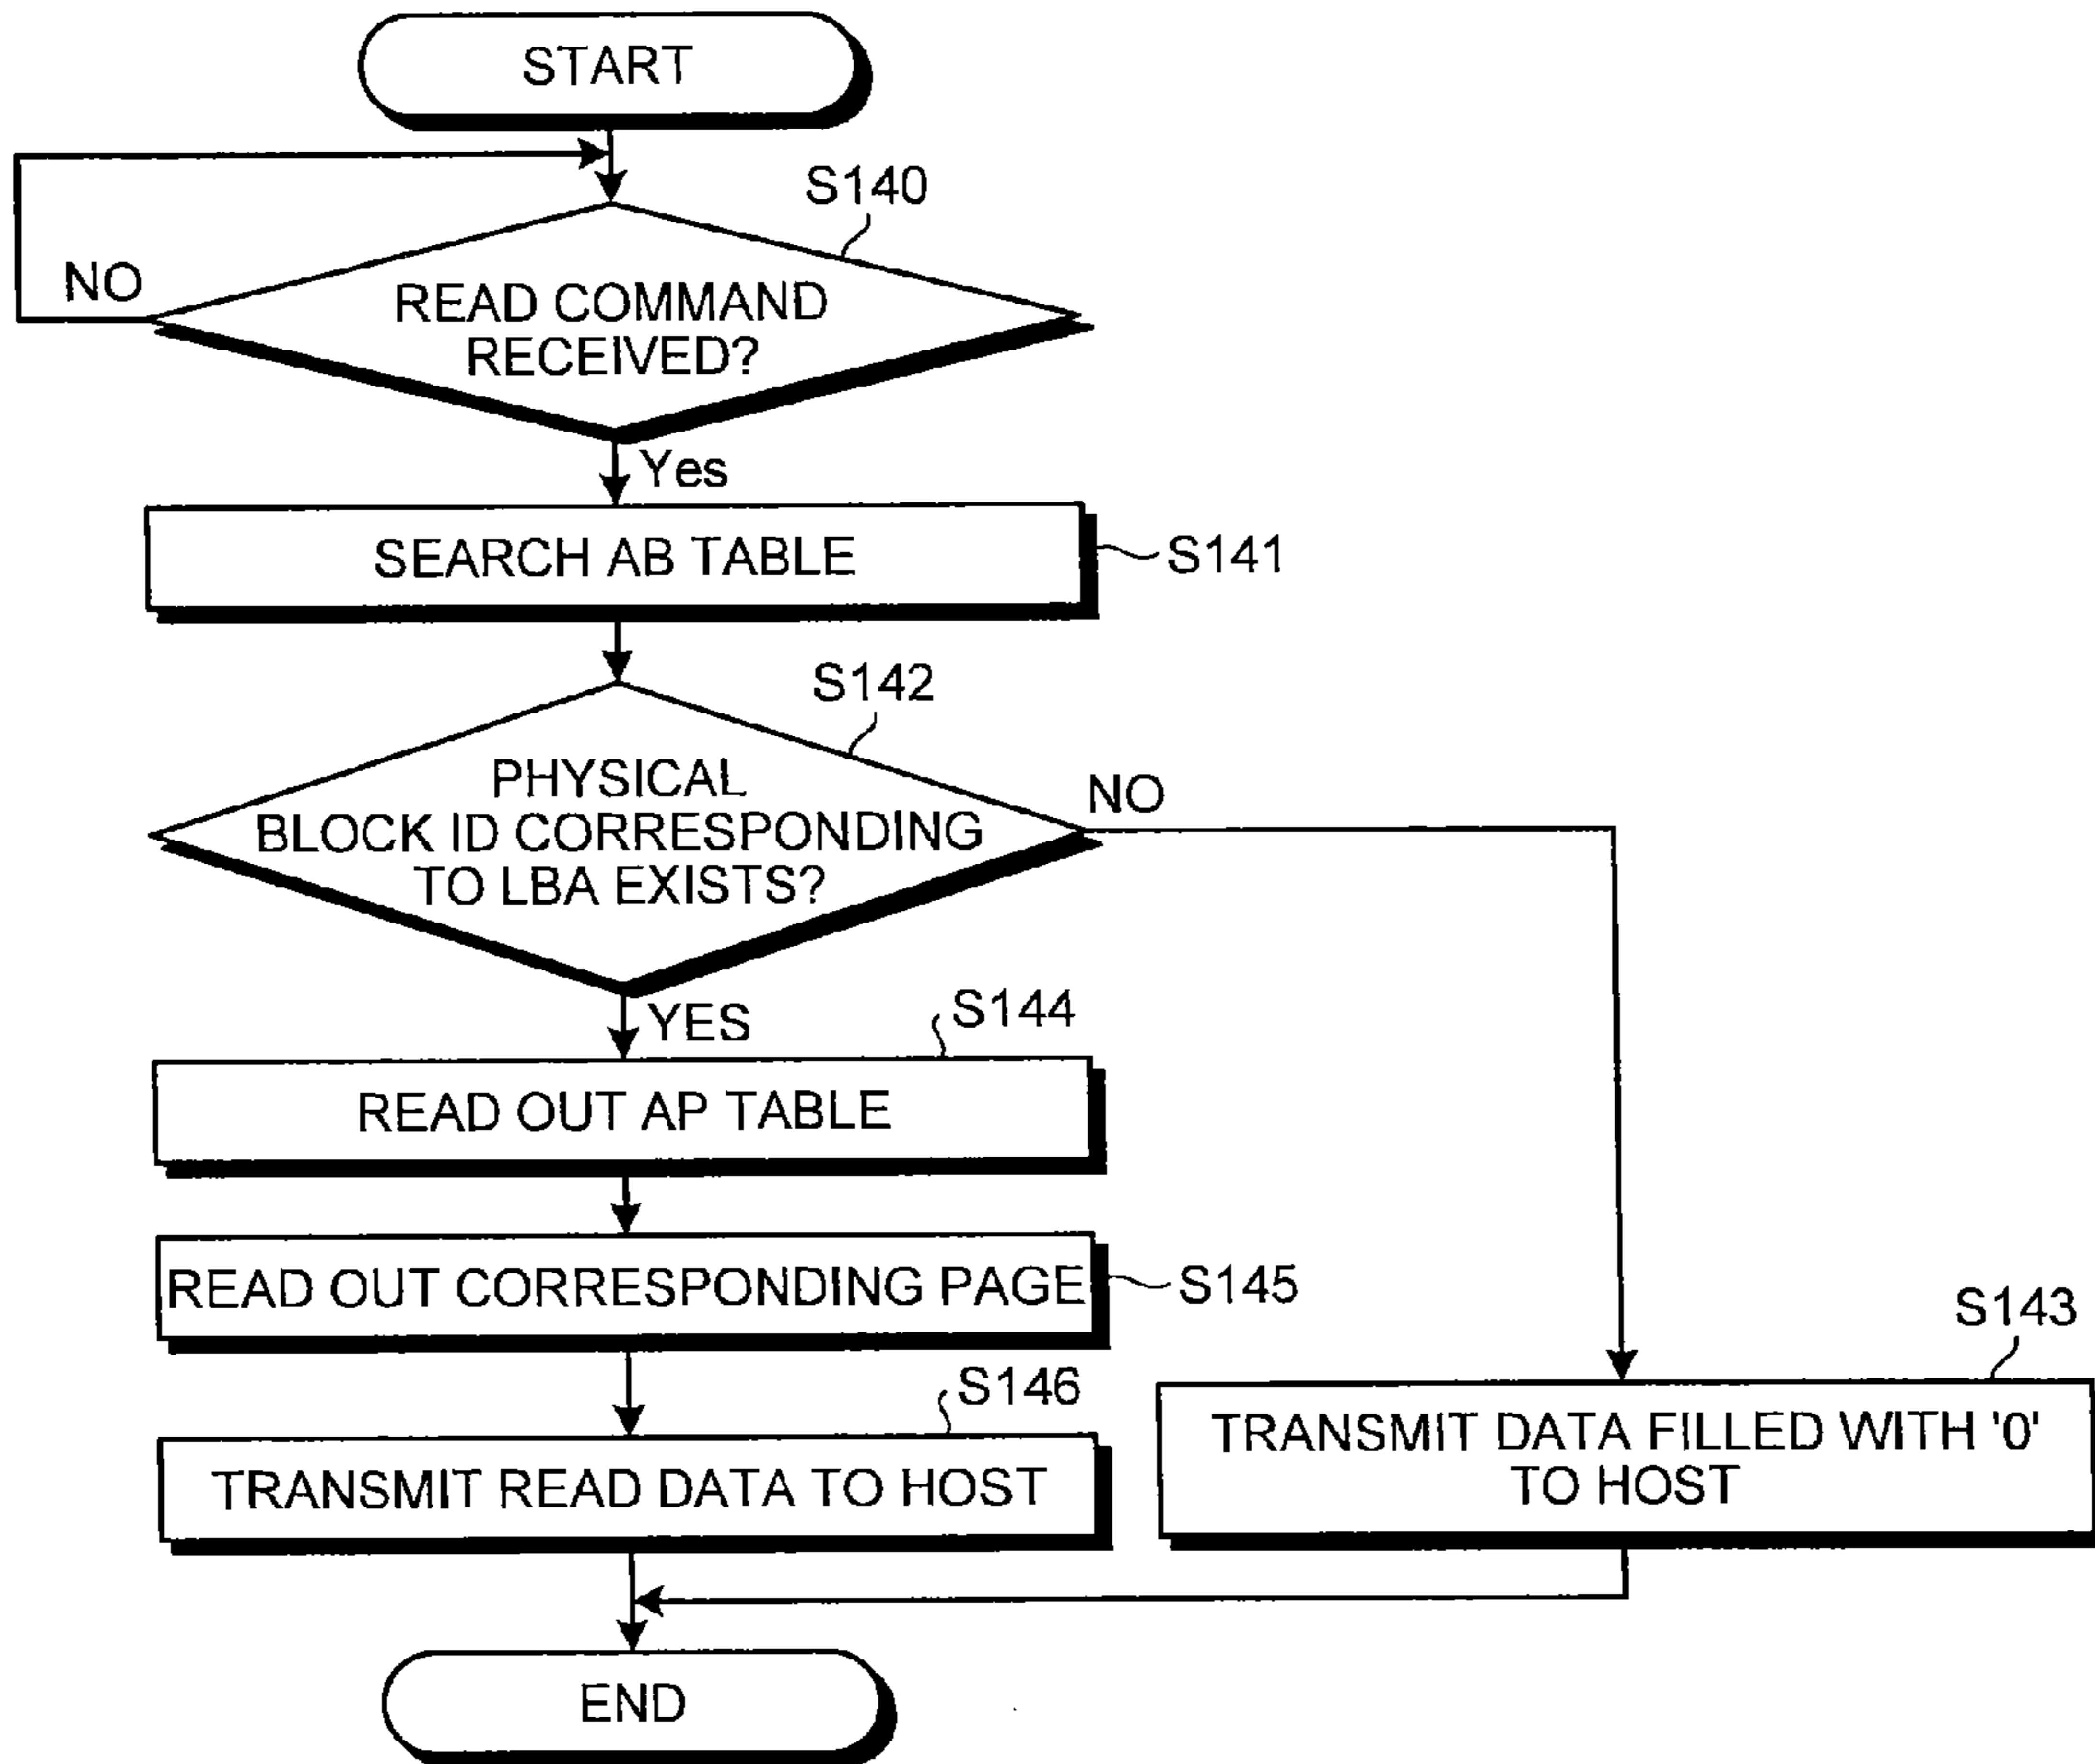 START
S140
NO
READ COMMAND
RECEIVED?
Yes
SEARCH AB TABLE
S141
S142
PHYSICAL
BLOCK ID CORRESPONDING
TO LBA EXISTS?
NO
YES
S144
READ OUT AP TABLE
READ OUT CORRESPONDING PAGE
S145
S143
S146
TRANSMIT READ DATA TO HOST
TRANSMIT DATA FILLED WITH '0'
TO HOST
END